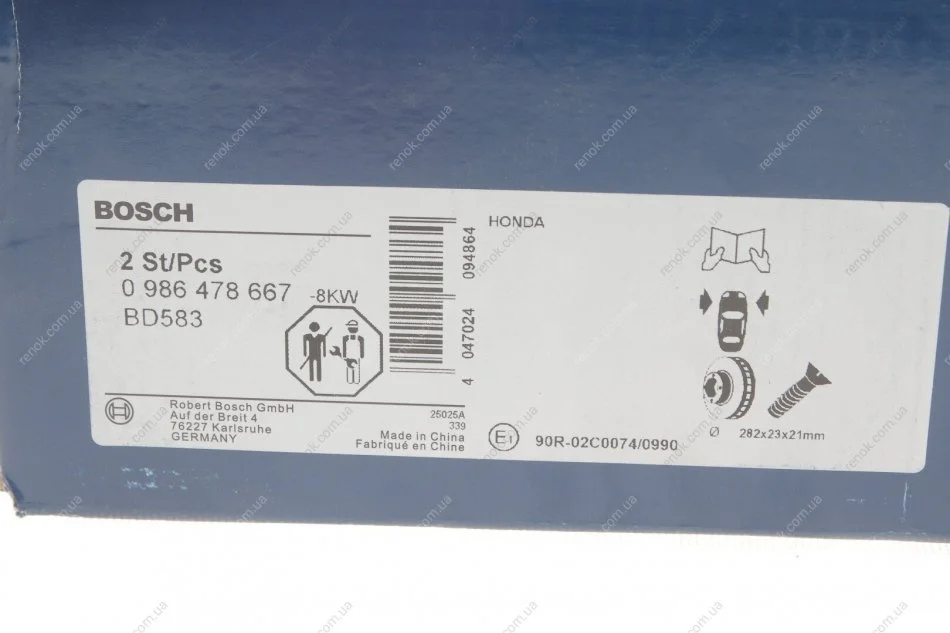 BOSCH
2 St/Pcs
0 986 478 667 -8KW
BD583
4 047024 094864
HONDA
Robert Bosch GmbH
Auf der Breit 4
76227 Karlsruhe
GERMANY
25025A
339
Made in China
Fabriqué en Chine
E1 90R-02C0074/0990
Ø 282x23x21mm
renok.com.ua